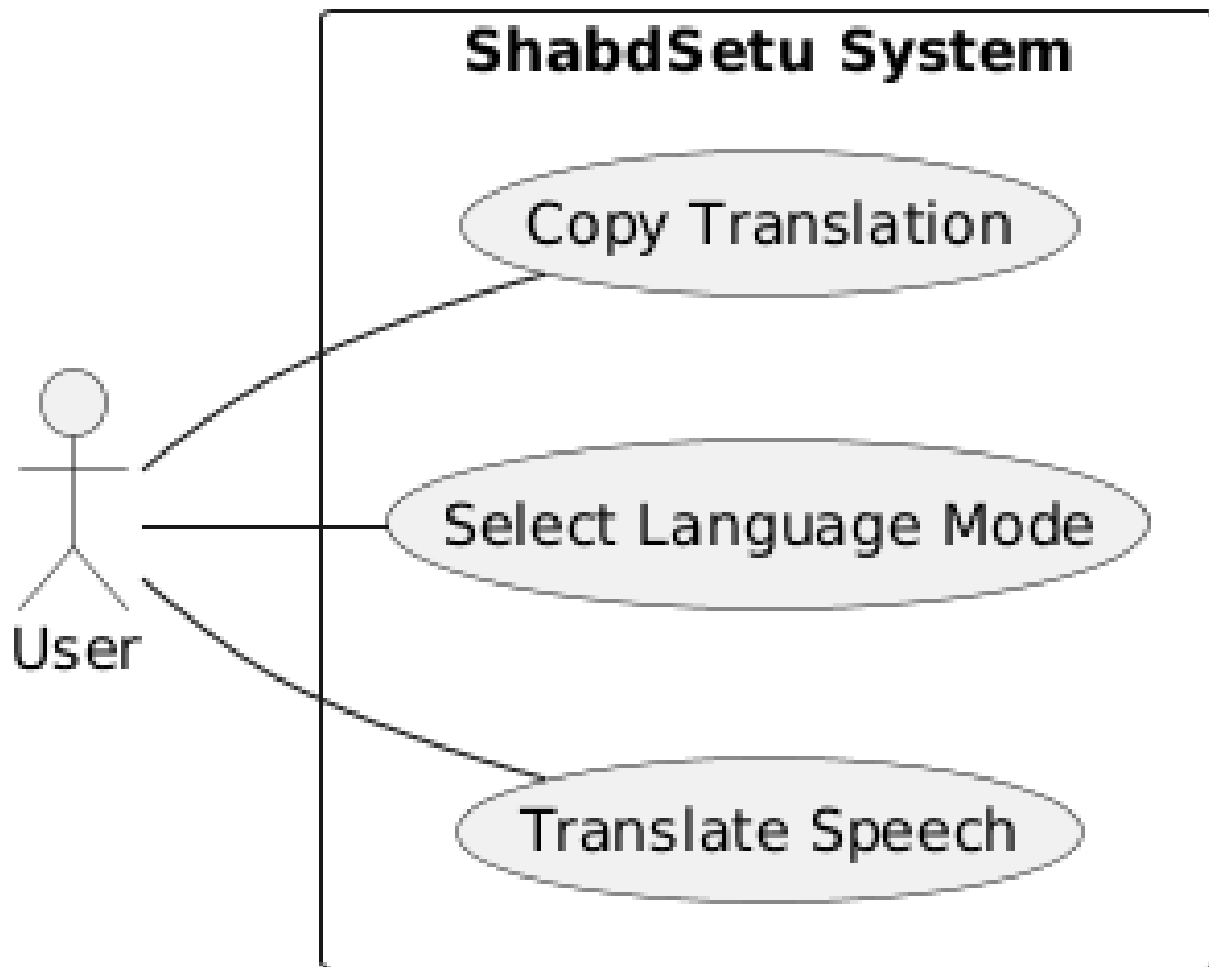 ShabdSetu System
Copy Translation
Select Language Mode
User
Translate Speech